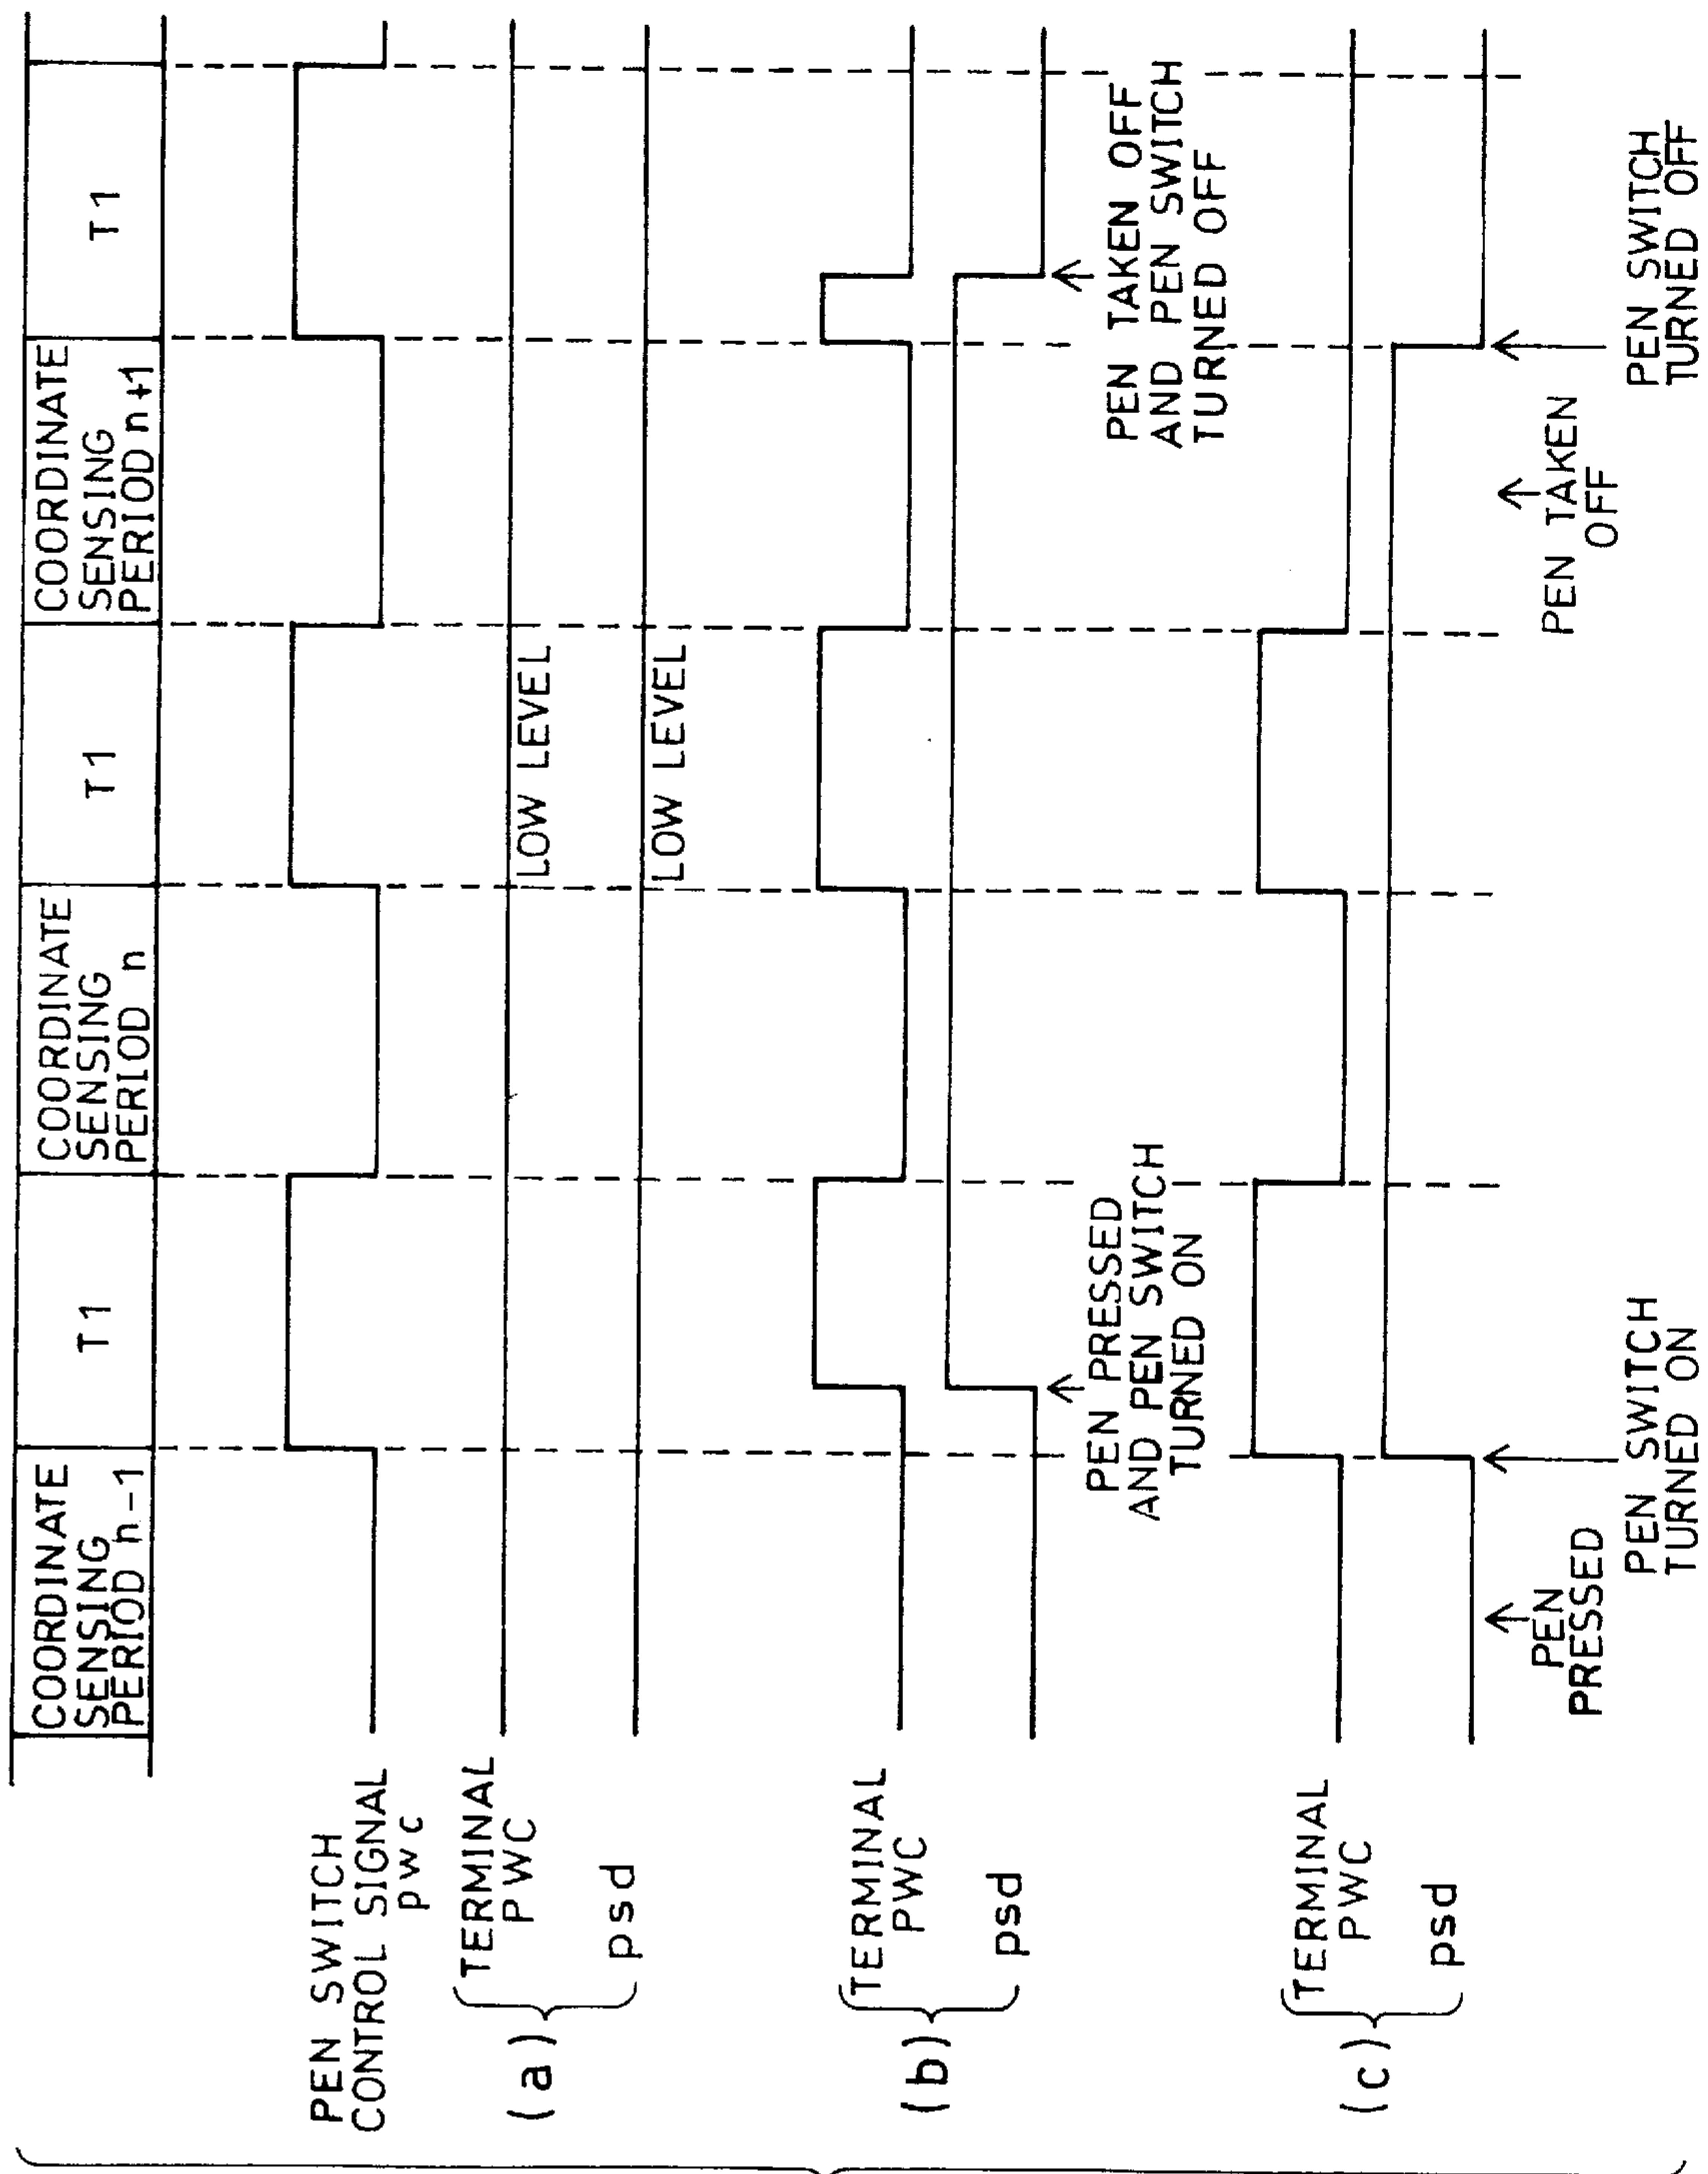 COORDINATE
SENSING
PERIOD n-1
T1
COORDINATE
SENSING
PERIOD n
T1
COORDINATE
SENSING
PERIOD n+1
T1
PEN SWITCH
CONTROL SIGNAL
pwc
(a)
TERMINAL
PWC
psd
LOW LEVEL
LOW LEVEL
(b)
TERMINAL
PWC
psd
PEN PRESSED
AND PEN SWITCH
TURNED ON
PEN TAKEN OFF
AND PEN SWITCH
TURNED OFF
(c)
TERMINAL
PWC
psd
PEN
PRESSED
PEN SWITCH
TURNED ON
PEN TAKEN
OFF
PEN SWITCH
TURNED OFF